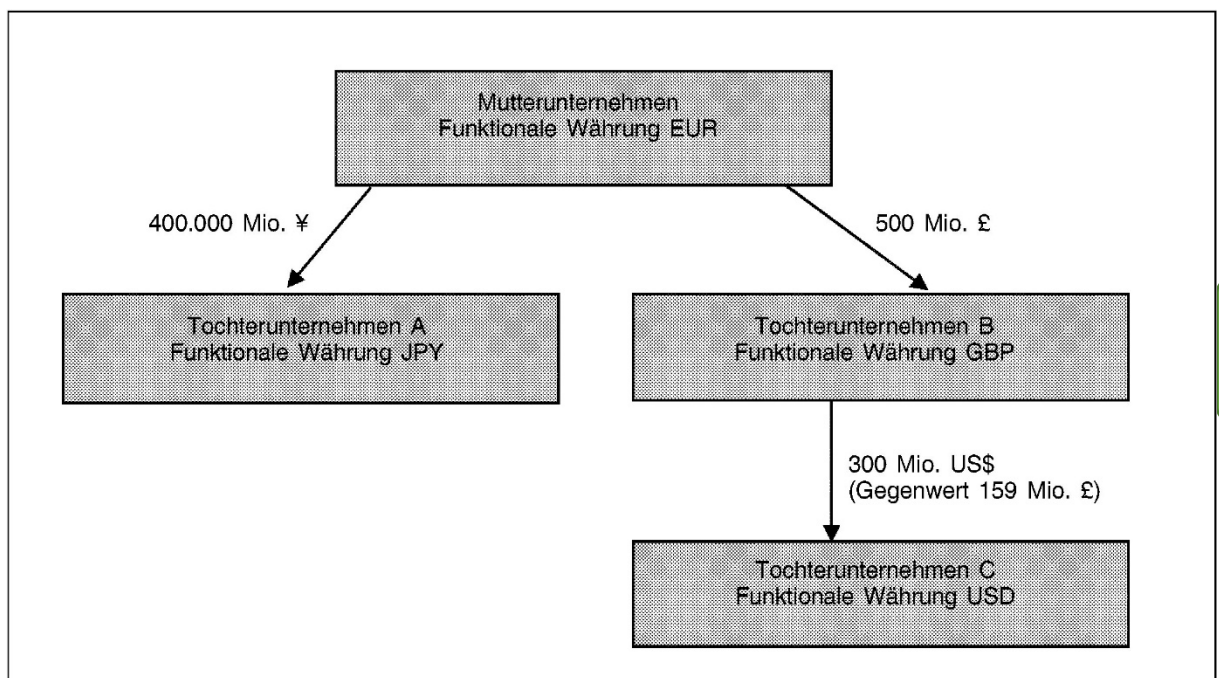 Mutterunternehmen
Funktionale Währung EUR
400.000 Mio. ¥
500 Mio. £
Tochterunternehmen A
Funktionale Währung JPY
Tochterunternehmen B
Funktionale Währung GBP
300 Mio. US$
(Gegenwert 159 Mio. £)
Tochterunternehmen C
Funktionale Währung USD